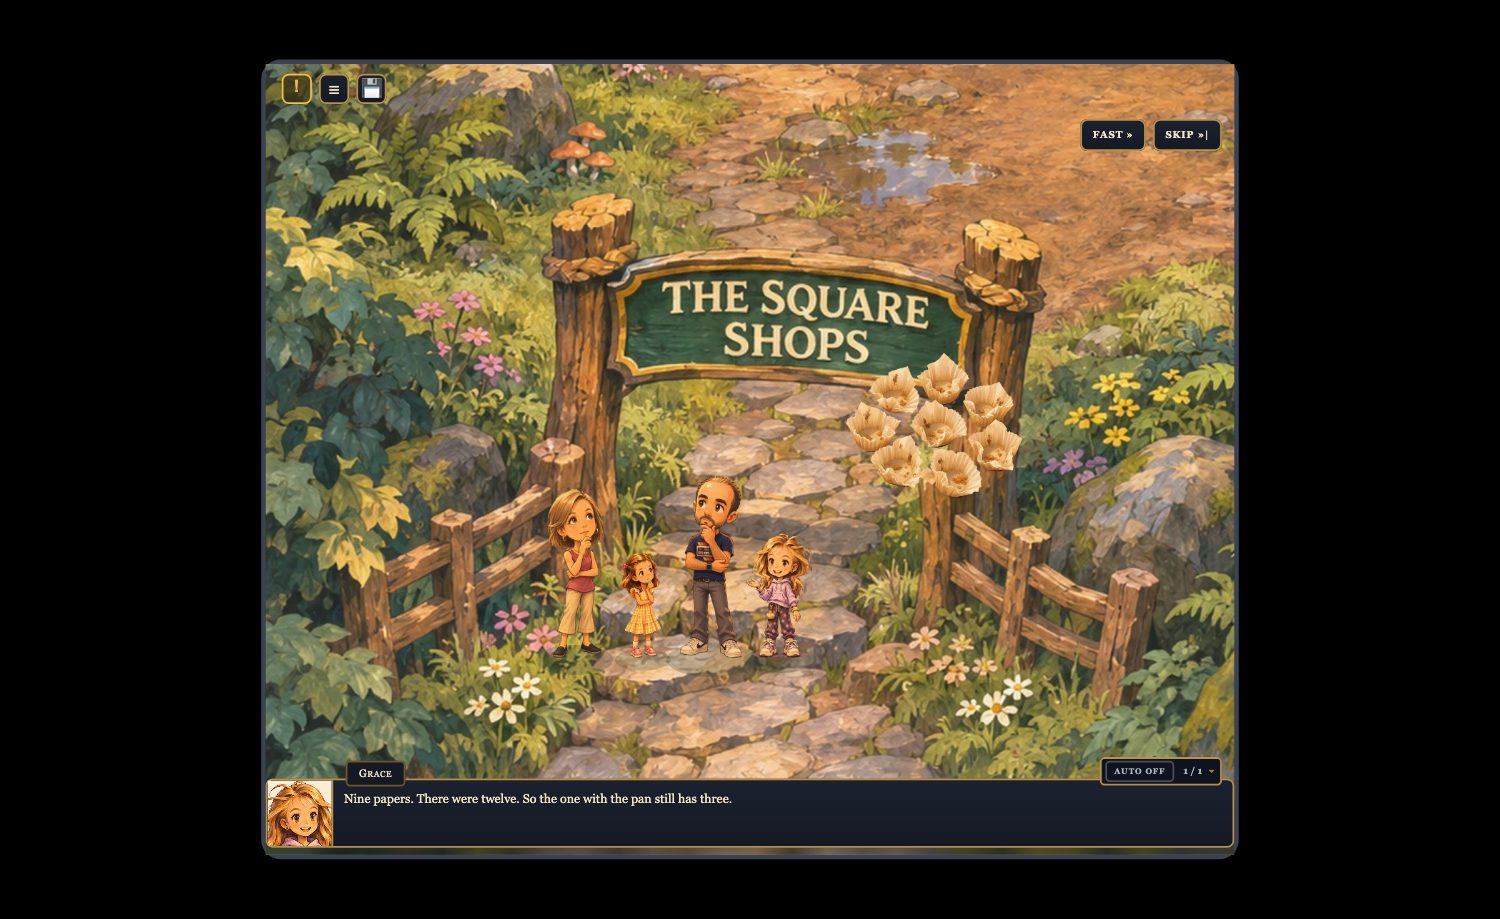 !
FAST »
SKIP »|
THE SQUARE
SHOPS
GRACE
AUTO OFF 1 / 1
Nine papers. There were twelve. So the one with the pan still has three.